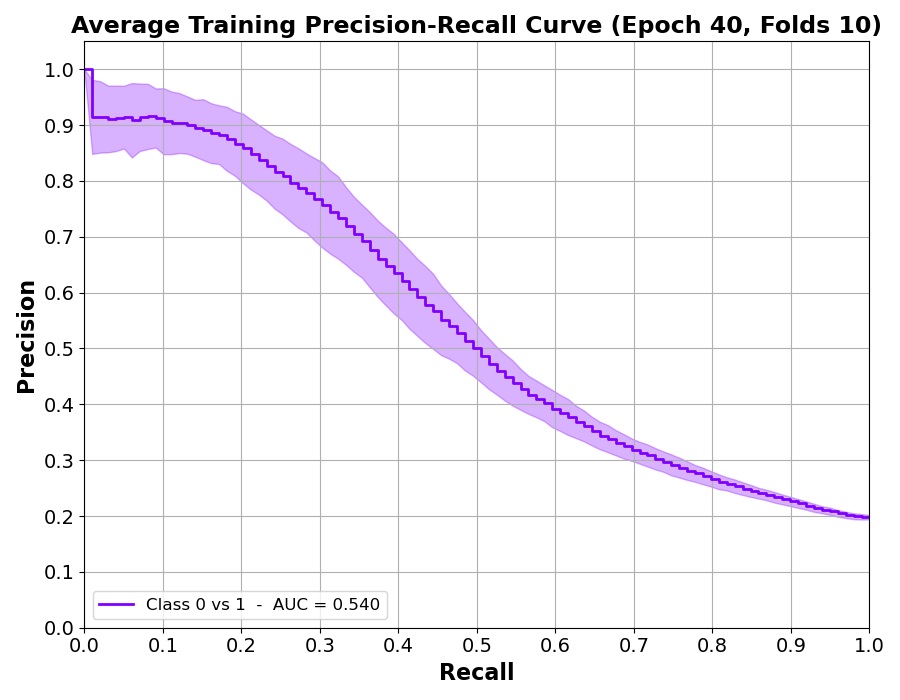 Average Training Precision-Recall Curve (Epoch 40, Folds 10)
1.0
0.9
0.8
0.7
0.6
0.5
0.4
0.3
0.2
0.1
0.0
Precision
Class 0 vs 1 - AUC = 0.540
0.0 0.1 0.2 0.3 0.4 0.5 0.6 0.7 0.8 0.9 1.0
Recall